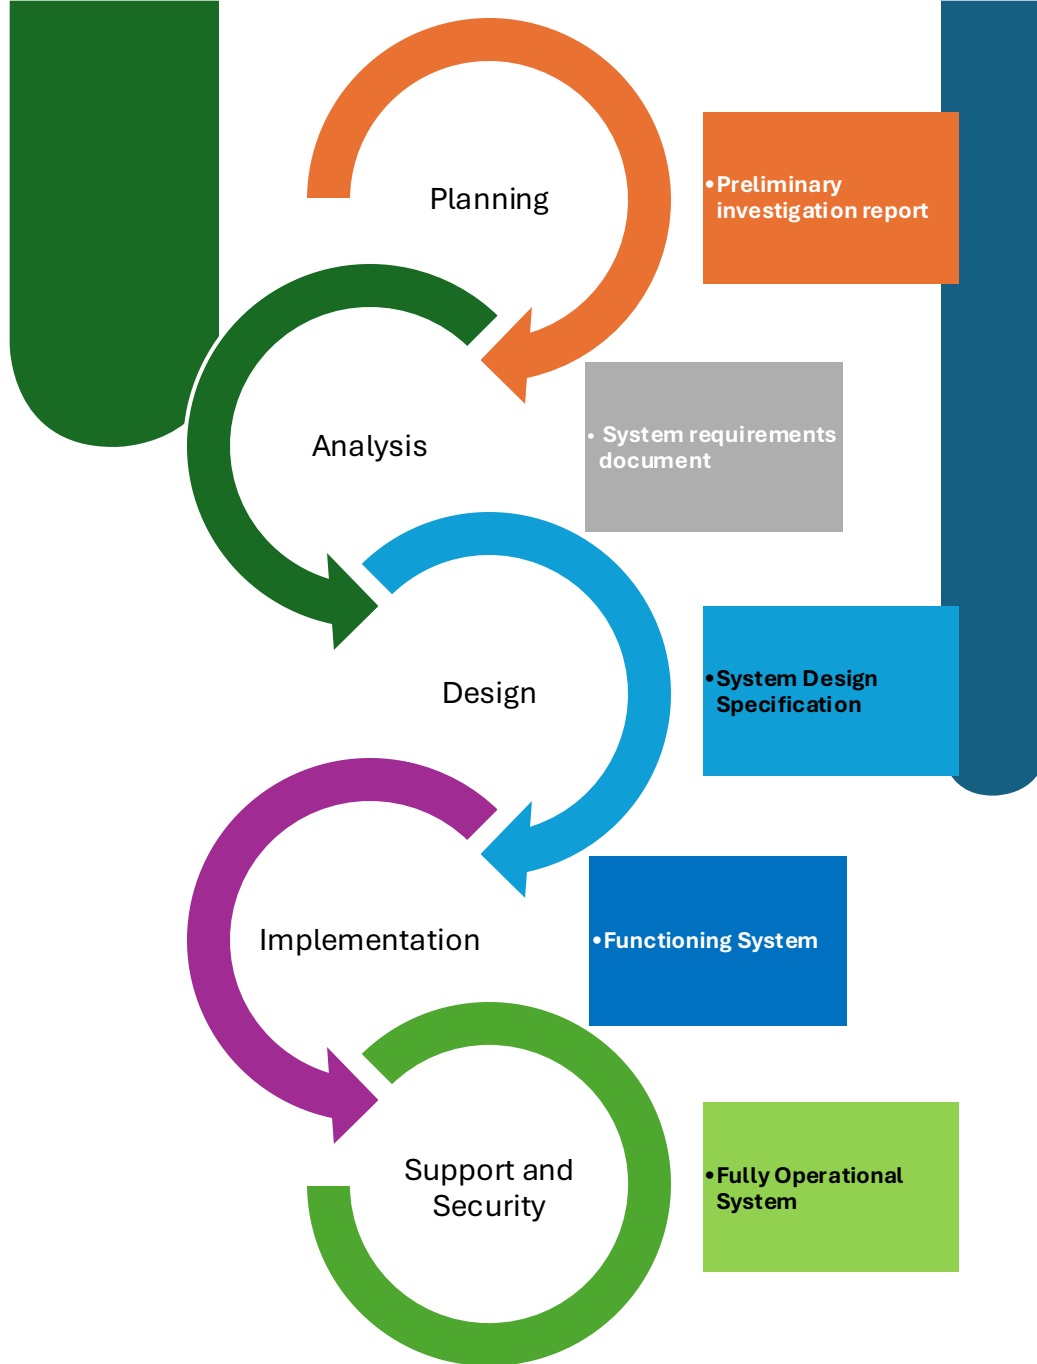 Planning
•Preliminary
investigation report
Analysis
• System requirements
document
Design
•System Design
Specification
Implementation
•Functioning System
Support and
Security
•Fully Operational
System